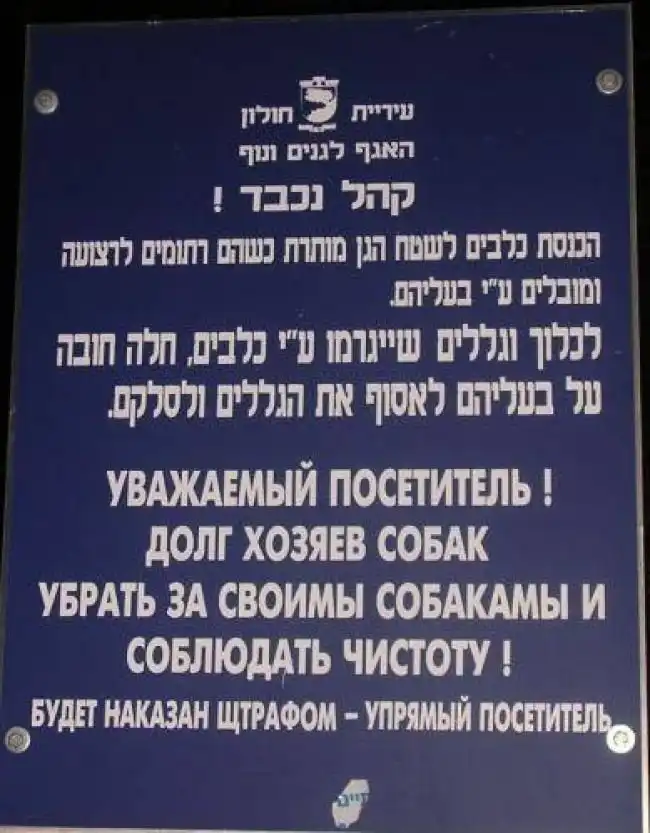 עיריית חולון
האגף לגנים ונוף
קהל נכבד !
הכנסת כלבים לשטח הגן מותרת כשהם רתומים לרצועה
ומובלים ע"י בעליהם.
לכלוך וגללים שייגרמו ע"י כלבים, חלה חובה
על בעליהם לאסוף את הגללים ולסלקם.
УВАЖАЕМЫЙ ПОСЕТИТЕЛЬ !
ДОЛГ ХОЗЯЕВ СОБАК
УБРАТЬ ЗА СВОИМЫ СОБАКАМЫ И
СОБЛЮДАТЬ ЧИСТОТУ !
БУДЕТ НАКАЗАН ЩТРАФОМ – УПРЯМЫЙ ПОСЕТИТЕЛЬ